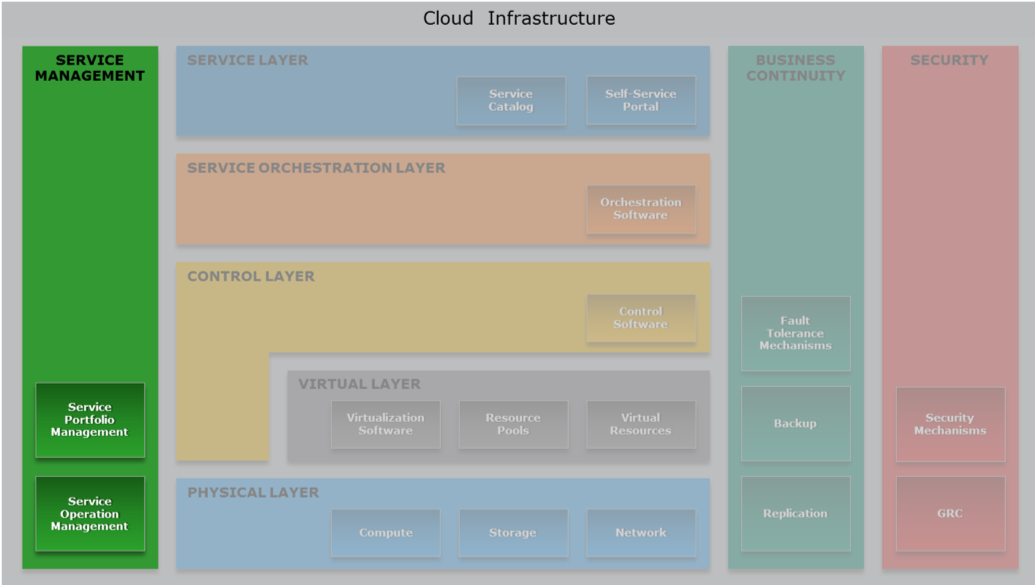 Cloud Infrastructure
SERVICE
MANAGEMENT
Service
Portfolio
Management
Service
Operation
Management
SERVICE LAYER
Service
Catalog
Self-Service
Portal
SERVICE ORCHESTRATION LAYER
Orchestration
Software
CONTROL LAYER
Control
Software
VIRTUAL LAYER
Virtualization
Software
Resource
Pools
Virtual
Resources
PHYSICAL LAYER
Compute
Storage
Network
BUSINESS
CONTINUITY
Fault
Tolerance
Mechanisms
Backup
Replication
SECURITY
Security
Mechanisms
GRC